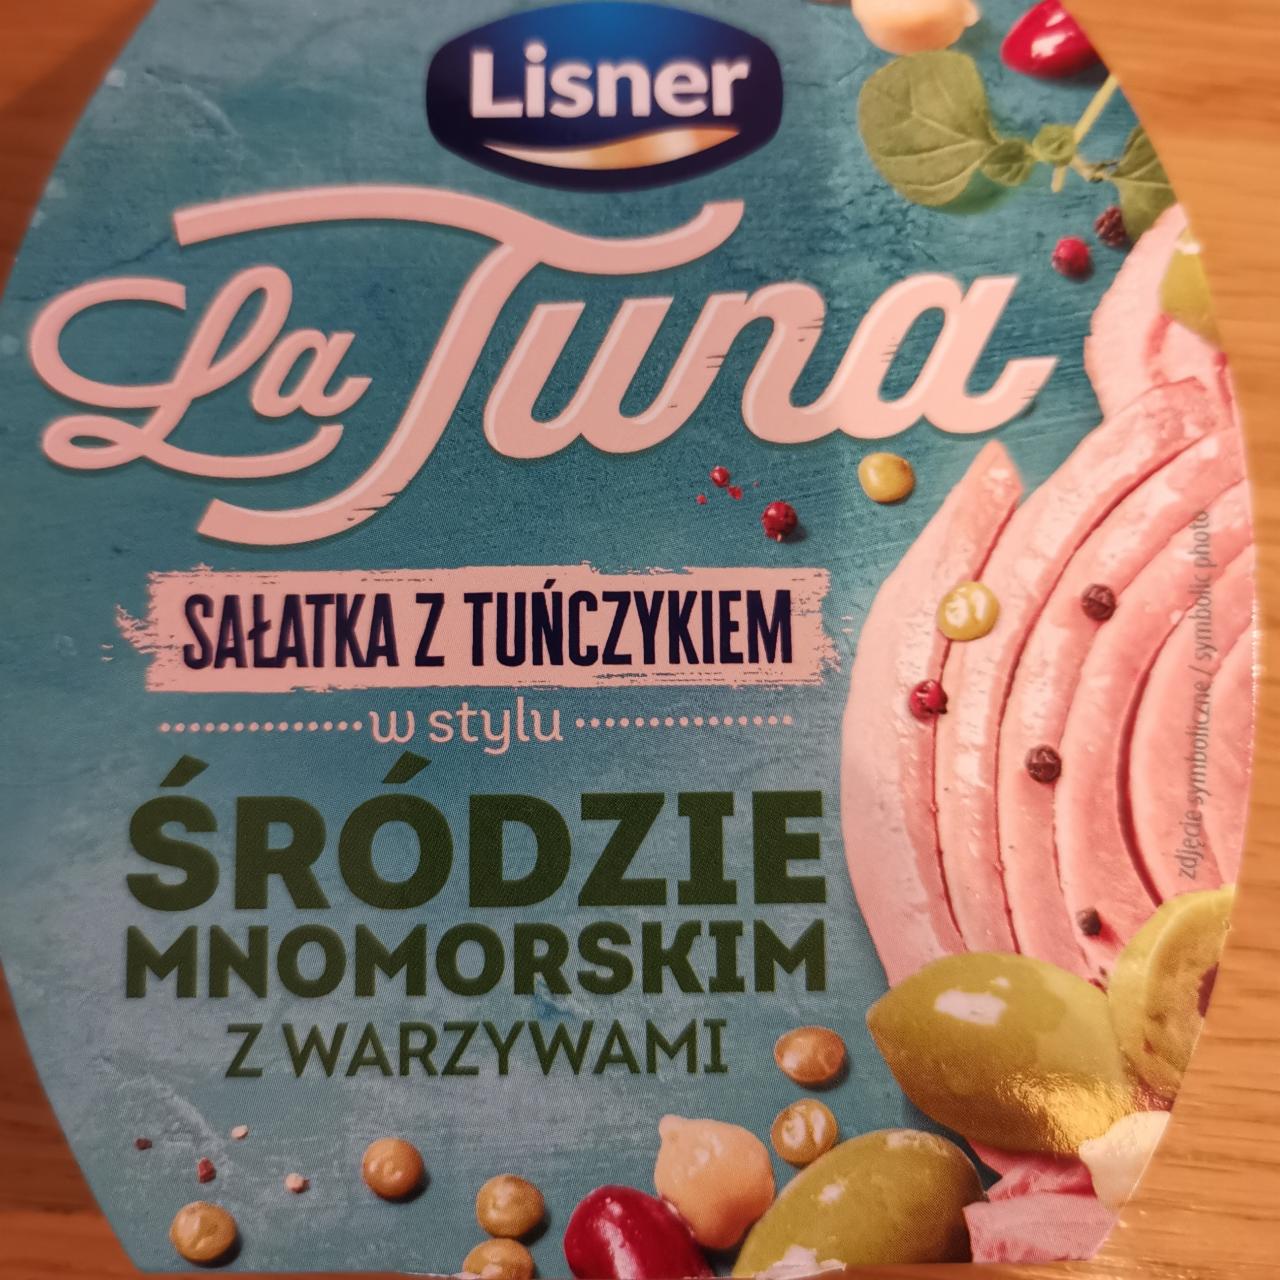 Lisner
La Tuna
SAŁATKA Z TUŃCZYKIEM
w stylu
ŚRÓDZIE
MNOMORSKIM
Z WARZYWAMI
zdjęcie symboliczne / symbolic photo